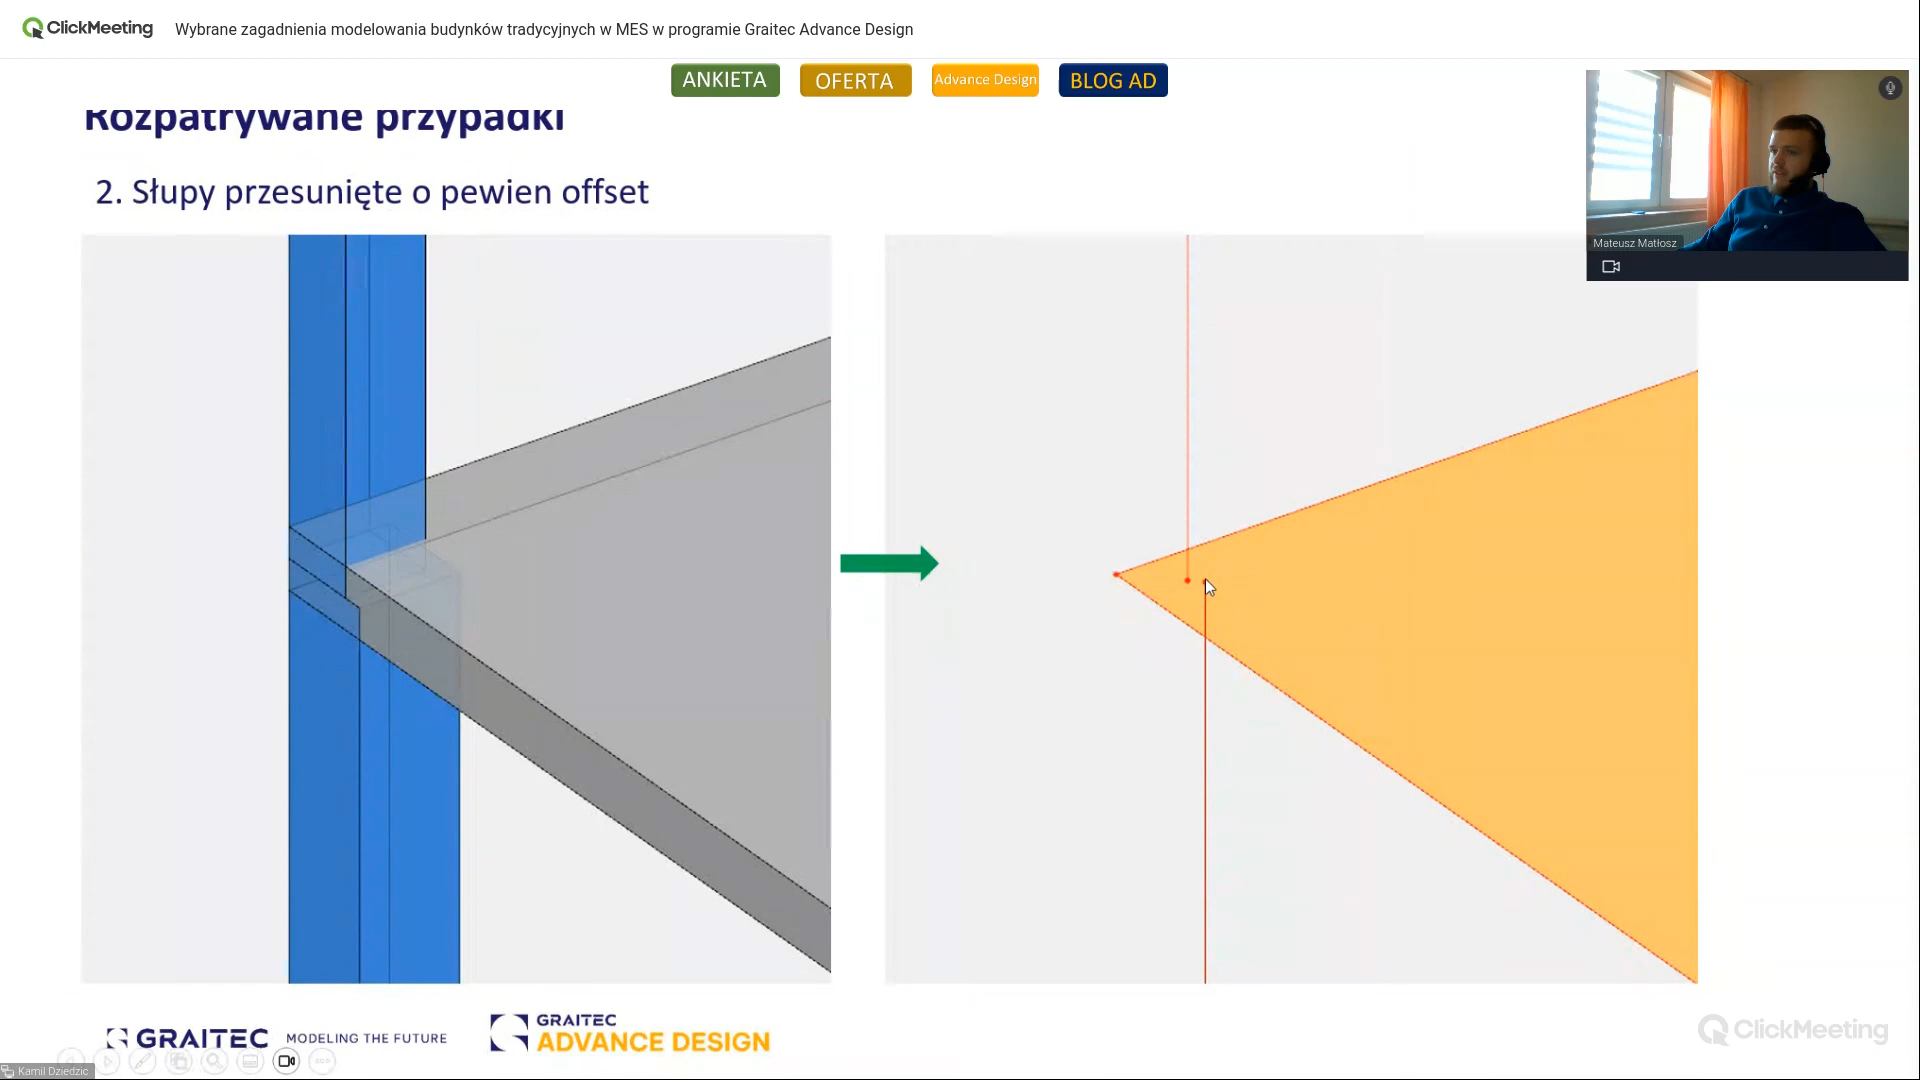 ClickMeeting
Wybrane zagadnienia modelowania budynków tradycyjnych w MES w programie Graitec Advance Design
ANKIETA
OFERTA
Advance Design
BLOG AD
Rozpatrywane przypadki
2. Słupy przesunięte o pewien offset
Mateusz Matłosz
GRAITEC MODELING THE FUTURE
GRAITEC
ADVANCE DESIGN
ClickMeeting
Kamil Dziedzic